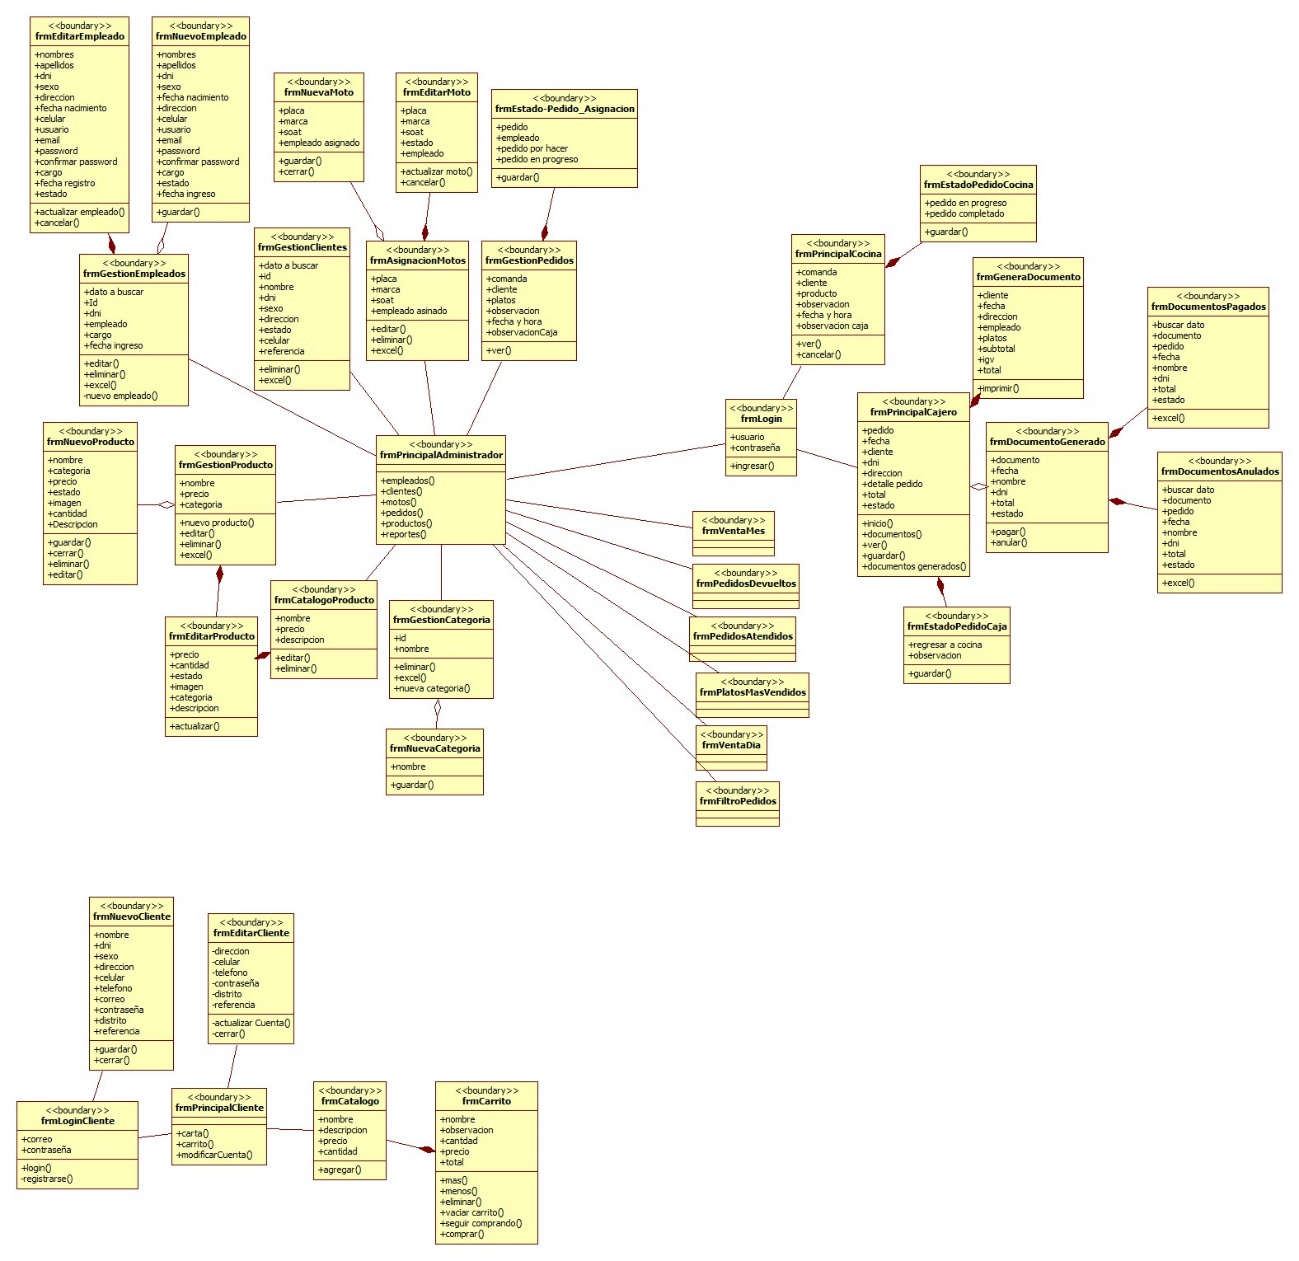 <<boundary>>
frmEditarEmpleado
+nombres
+apellidos
+dni
+sexo
+direccion
+fecha nacimiento
+celular
+usuario
+email
+password
+confirmar password
+cargo
+fecha registro
+estado
+actualizar empleado()
+cancelar()
<<boundary>>
frmNuevoEmpleado
+nombres
+apellidos
+dni
+sexo
+fecha nacimiento
+direccion
+celular
+usuario
+email
+password
+confirmar password
+cargo
+estado
+fecha ingreso
+guardar()
<<boundary>>
frmNuevaMoto
+placa
+marca
+soat
+empleado asignado
+guardar()
+cerrar()
<<boundary>>
frmEditarMoto
+placa
+marca
+soat
+estado
+empleado
+actualizar moto()
+cancelar()
<<boundary>>
frmEstado-Pedido_Asignacion
+pedido
+empleado
+pedido por hacer
+pedido en progreso
+guardar()
<<boundary>>
frmEstadoPedidoCocina
+pedido en progreso
+pedido completado
+guardar()
<<boundary>>
frmGestionEmpleados
+dato a buscar
+Id
+dni
+empleado
+cargo
+fecha ingreso
+editar()
+eliminar()
+excel()
-nuevo empleado()
<<boundary>>
frmGestionClientes
+dato a buscar
+id
+nombre
+dni
+sexo
+direccion
+estado
+celular
+referencia
+eliminar()
+excel()
<<boundary>>
frmAsignacionMotos
+placa
+marca
+soat
+empleado asinado
+editar()
+eliminar()
+excel()
<<boundary>>
frmGestionPedidos
+comanda
+cliente
+platos
+observacion
+fecha y hora
+observacionCaja
+ver()
<<boundary>>
frmPrincipalCocina
+comanda
+cliente
+producto
+observacion
+fecha y hora
+observacion caja
+ver()
+cancelar()
<<boundary>>
frmGeneraDocumento
+cliente
+fecha
+direccion
+empleado
+platos
+subtotal
+igv
+total
+imprimir()
<<boundary>>
frmDocumentosPagados
+buscar dato
+documento
+pedido
+fecha
+nombre
+dni
+total
+estado
+excel()
<<boundary>>
frmNuevoProducto
+nombre
+categoria
+precio
+estado
+imagen
+cantidad
+Descripcion
+guardar()
+cerrar()
+eliminar()
+editar()
<<boundary>>
frmGestionProducto
+nombre
+precio
+categoria
+nuevo producto()
+editar()
+eliminar()
+excel()
<<boundary>>
frmPrincipalAdministrador
+empleados()
+clientes()
+motos()
+pedidos()
+productos()
+reportes()
<<boundary>>
frmLogin
+usuario
+contraseña
+ingresar()
<<boundary>>
frmPrincipalCajero
+pedido
+fecha
+cliente
+dni
+direccion
+detalle pedido
+total
+estado
+inicio()
+documentos()
+ver()
+guardar()
+documentos generados()
<<boundary>>
frmDocumentoGenerado
+documento
+fecha
+nombre
+dni
+total
+estado
+pagar()
+anular()
<<boundary>>
frmDocumentosAnulados
+buscar dato
+documento
+pedido
+fecha
+nombre
+dni
+total
+estado
+excel()
<<boundary>>
frmVentaMes
<<boundary>>
frmPedidosDevueltos
<<boundary>>
frmPedidosAtendidos
<<boundary>>
frmPlatosMasVendidos
<<boundary>>
frmVentaDia
<<boundary>>
frmFiltroPedidos
<<boundary>>
frmEstadoPedidoCaja
+regresar a cocina
+observacion
+guardar()
<<boundary>>
frmEditarProducto
+precio
+cantidad
+estado
+imagen
+categoria
+descripcion
+actualizar()
<<boundary>>
frmCatalogoProducto
+nombre
+precio
+descripcion
+editar()
+eliminar()
<<boundary>>
frmGestionCategoria
+id
+nombre
+eliminar()
+excel()
+nueva categoria()
<<boundary>>
frmNuevaCategoria
+nombre
+guardar()
<<boundary>>
frmNuevoCliente
+nombre
+dni
+sexo
+direccion
+celular
+telefono
+correo
+contraseña
+distrito
+referencia
+guardar()
+cerrar()
<<boundary>>
frmEditarCliente
-direccion
-celular
-telefono
-contraseña
-distrito
-referencia
-actualizar Cuenta()
-cerrar()
<<boundary>>
frmLoginCliente
+correo
+contraseña
+login()
-registrarse()
<<boundary>>
frmPrincipalCliente
+carta()
+carrito()
+modificarCuenta()
<<boundary>>
frmCatalogo
+nombre
+descripcion
+precio
+cantidad
+agregar()
<<boundary>>
frmCarrito
+nombre
+observacion
+cantdad
+precio
+total
+mas()
+menos()
+eliminar()
+vaciar carrito()
+seguir comprando()
+comprar()